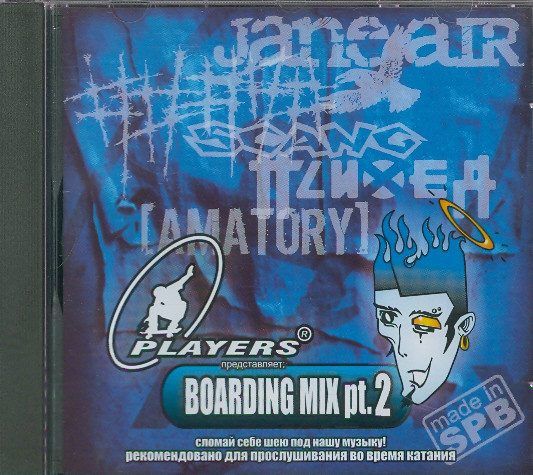 Jane AiR
SCANG
ПСИХЕЯ
[AMATORY]
PLAYERS®
представляет:
BOARDING MIX pt.2
сломай себе шею под нашу музыку!
рекомендовано для прослушивания во время катания
made in
SPB